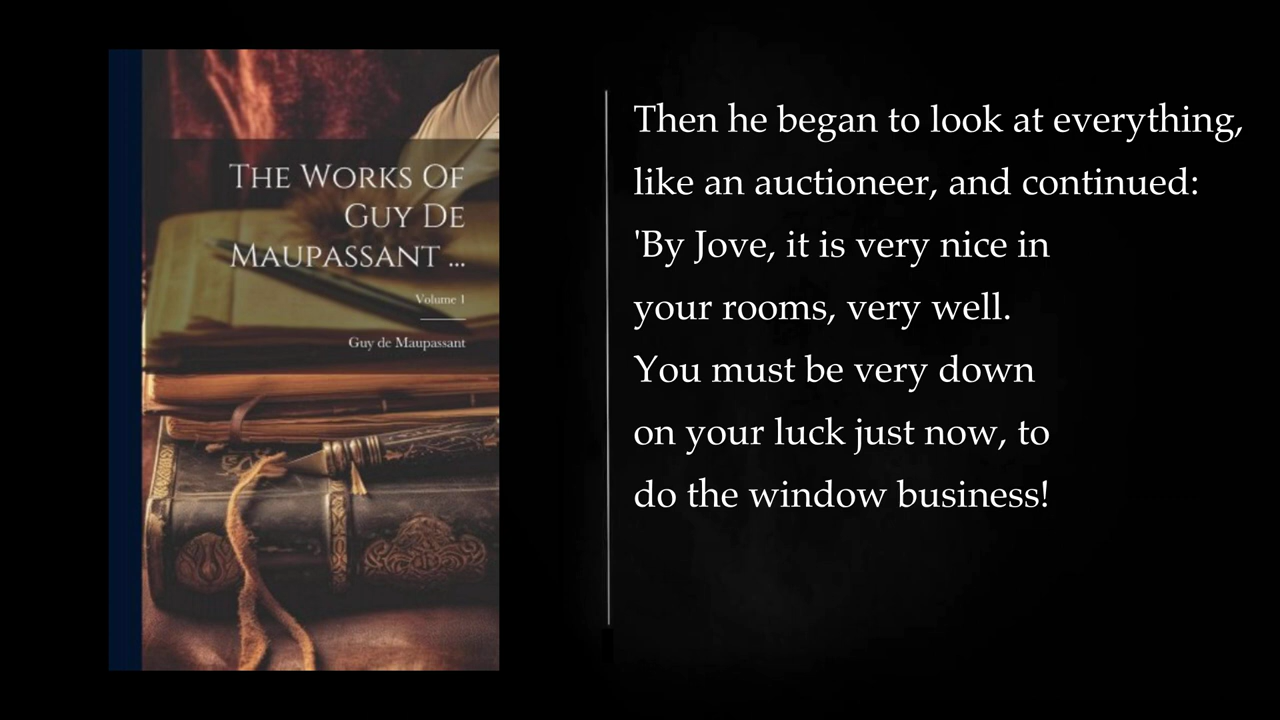 The Works Of
Guy De
Maupassant ...
Volume 1
Guy de Maupassant
Then he began to look at everything,
like an auctioneer, and continued:
'By Jove, it is very nice in
your rooms, very well.
You must be very down
on your luck just now, to
do the window business!